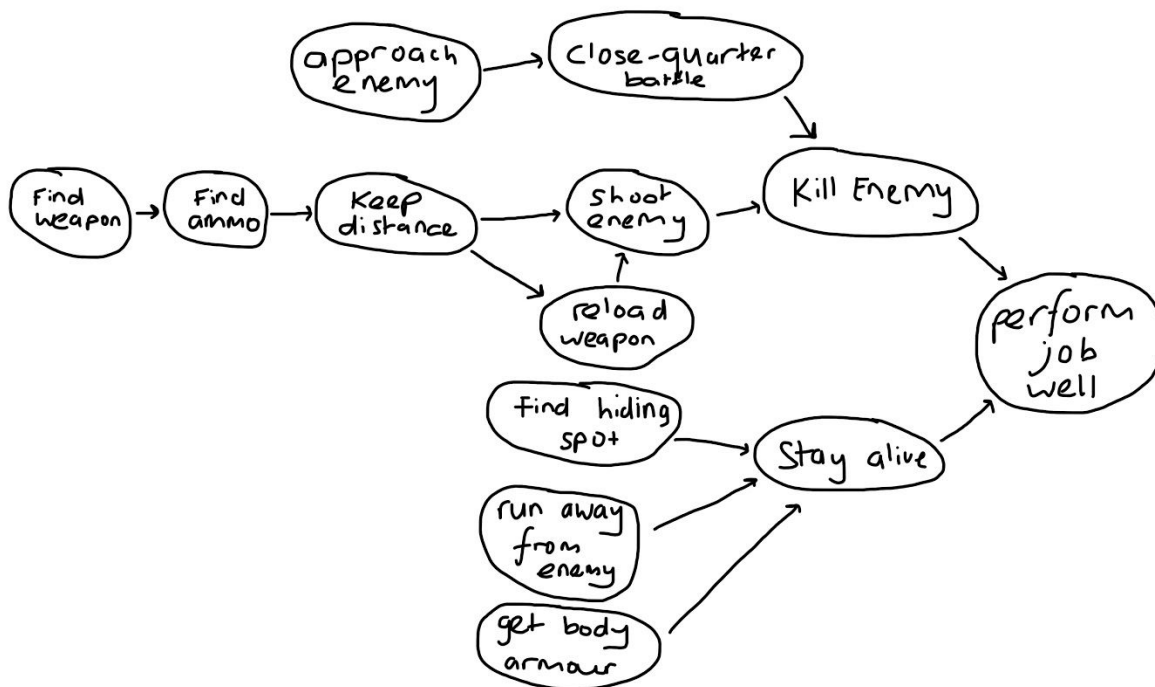 approach
enemy
Close-quarter
battle
Find
weapon
Find
ammo
Keep
distance
Shoot
enemy
Kill Enemy
reload
weapon
perform
job
well
Find hiding
spot
Stay alive
run away
from
enemy
get body
armour